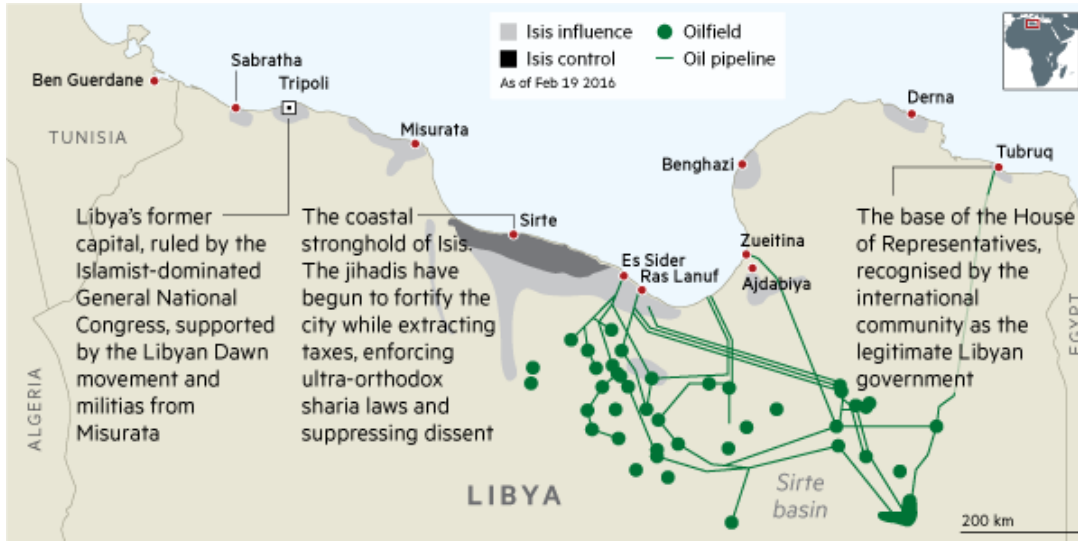 Isis influence
Oilfield
Isis control
Oil pipeline
As of Feb 19 2016
Sabratha
Ben Guerdane
Tripoli
Derna
TUNISIA
Misurata
Tubruq
Benghazi
Libya's former
capital, ruled by the
Islamist-dominated
General National
Congress, supported
by the Libyan Dawn
movement and
militias from
Misurata
The coastal
stronghold of Isis.
The jihadis have
begun to fortify the
city while extracting
taxes, enforcing
ultra-orthodox
sharia laws and
suppressing dissent
Sirte
Es Sider
Ras Lanuf
Zueitina
Ajdabiya
The base of the House
of Representatives,
recognised by the
international
community as the
legitimate Libyan
government
EGYPT
ALGERIA
LIBYA
Sirte
basin
200 km